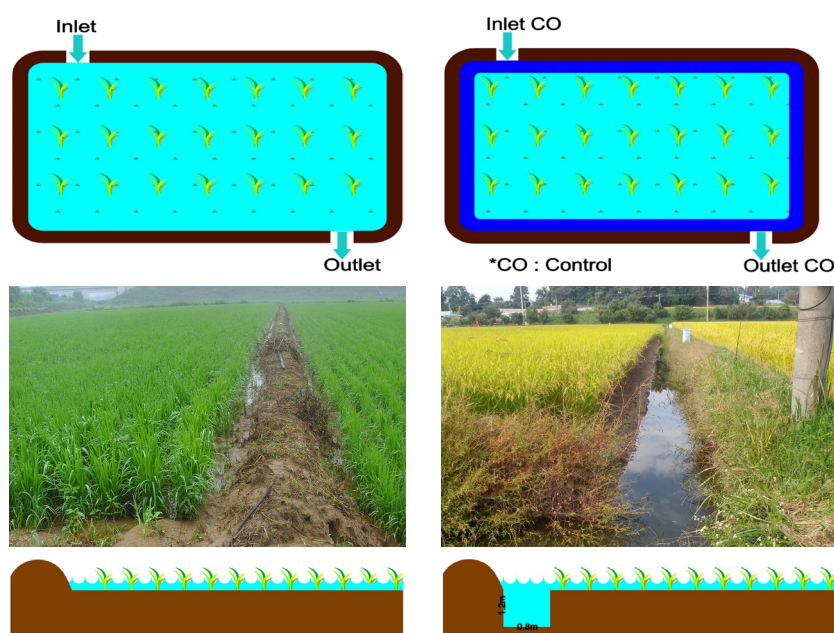 Inlet
Inlet CO
Outlet
*CO : Control
Outlet CO
1.2m
0.8m